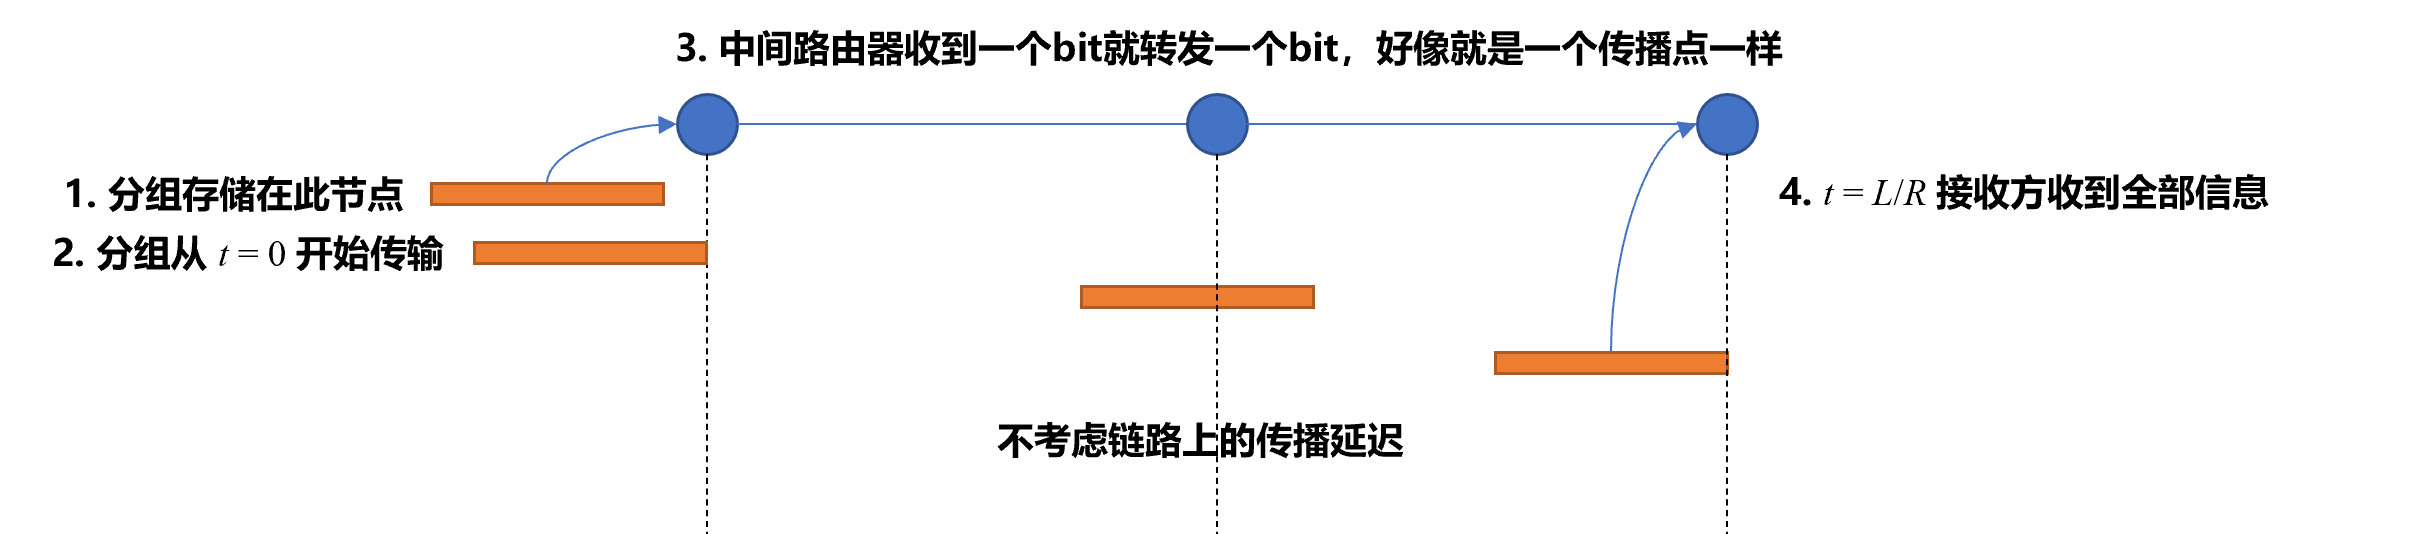 3. 中间路由器收到一个bit就转发一个bit，好像就是一个传播点一样
1. 分组存储在此节点
4. t = L/R 接收方收到全部信息
2. 分组从 t = 0 开始传输
不考虑链路上的传播延迟